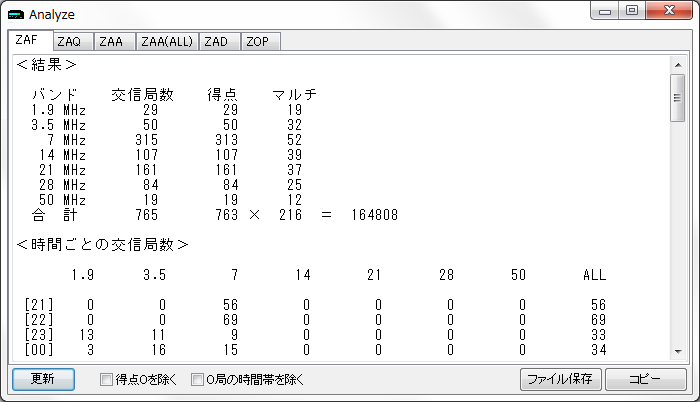 Analyze
ZAF ZAQ ZAA ZAA(ALL) ZAD ZOP
＜結果＞
バンド 交信局数 得点 マルチ
1.9 MHz 29 29 19
3.5 MHz 50 50 32
7 MHz 315 313 52
14 MHz 107 107 39
21 MHz 161 161 37
28 MHz 84 84 25
50 MHz 19 19 12
合 計 765 763 × 216 ＝ 164808
＜時間ごとの交信局数＞
1.9 3.5 7 14 21 28 50 ALL
[21] 0 0 56 0 0 0 0 56
[22] 0 0 69 0 0 0 0 69
[23] 13 11 9 0 0 0 0 33
[00] 3 16 15 0 0 0 0 34
更新 得点0を除く 0局の時間帯を除く ファイル保存 コピー